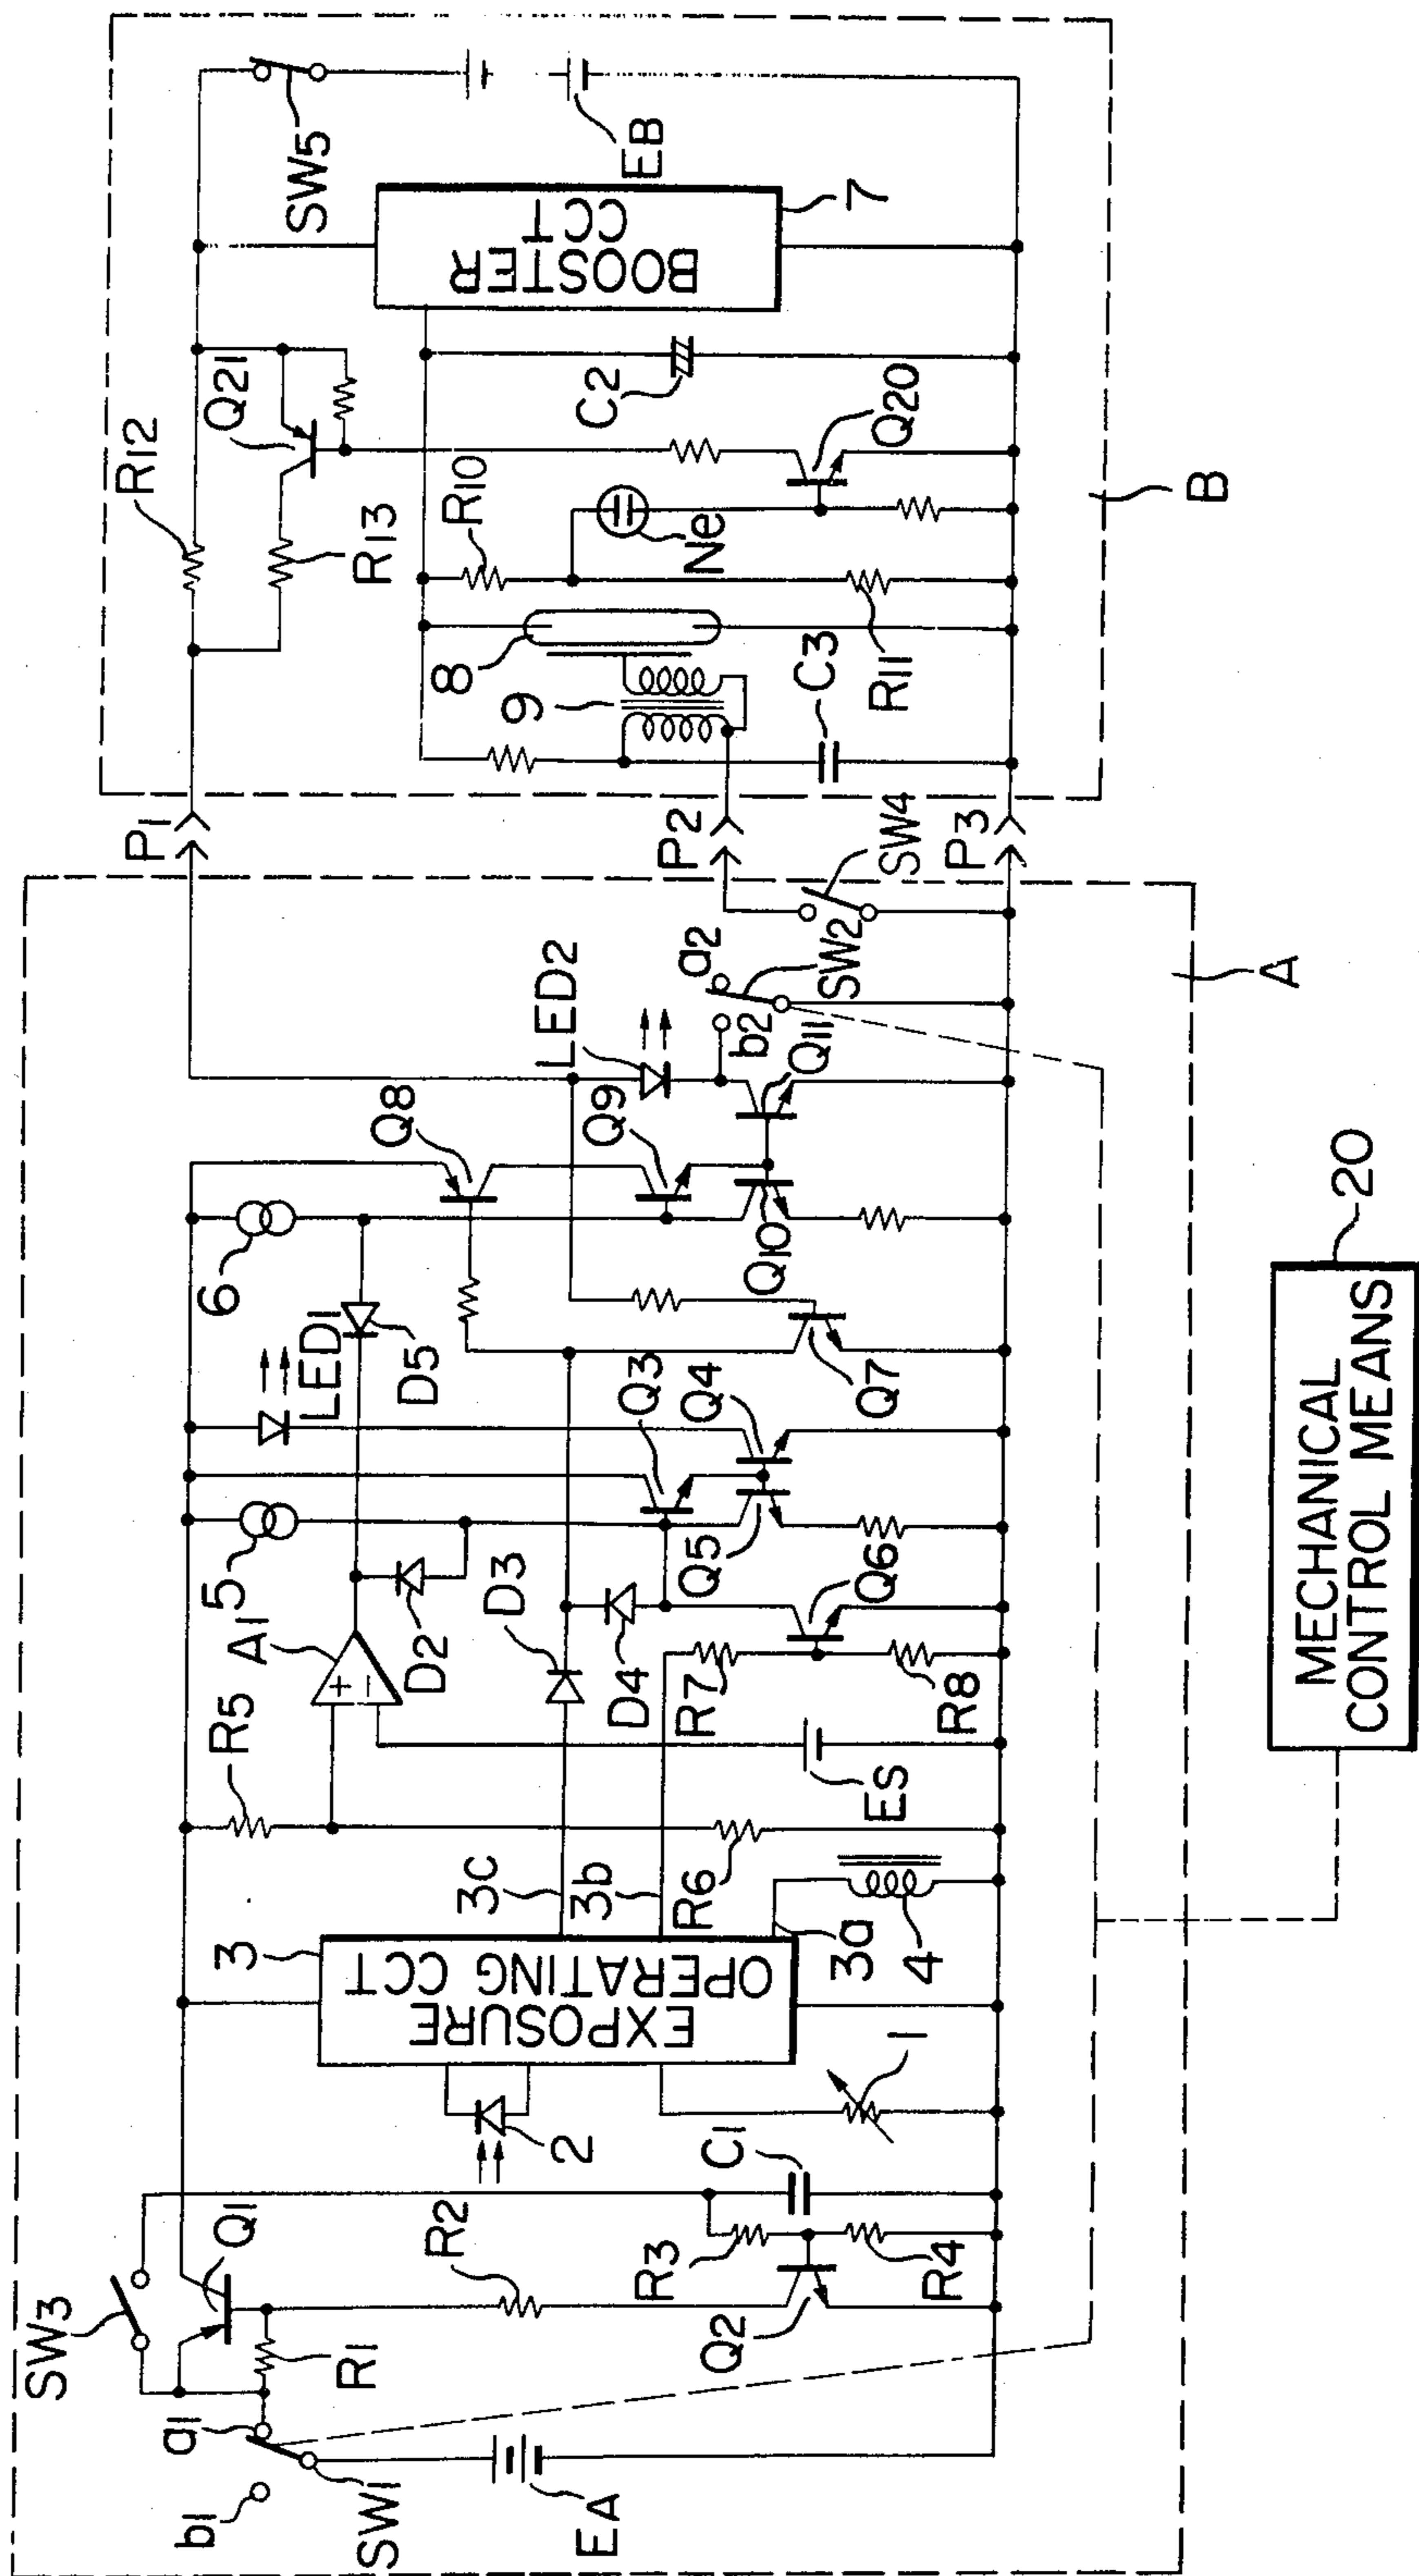 SW3
a1
b1
SW1
EA
Q1
R1
R2
Q2
R3
R4
C1
2
1
3
EXPOSURE
OPERATING CCT
3c
3b
3a
4
R5
R6
A1
+
−
ES
D2
D3
D4
5
R7
R8
Q3
Q4
Q5
Q6
LED1
D5
6
Q7
Q8
Q9
Q10
Q11
LED2
a2
b2
SW2
SW4
A
P1
P2
P3
R12
R13
Q21
8
9
R10
R11
C3
Ne
C2
Q20
BOOSTER
CCT
7
SW5
EB
B
MECHANICAL
CONTROL MEANS
20